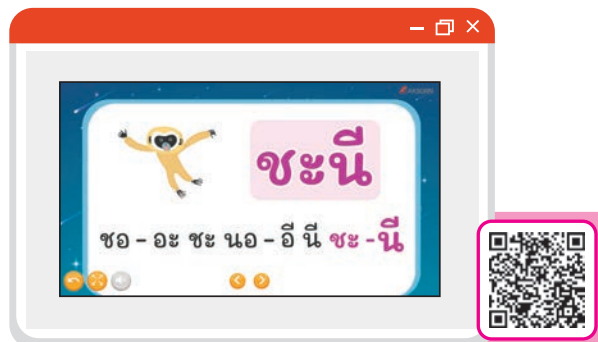 ชะนี
ชอ - อะ ชะ นอ - อี นี ชะ -นี